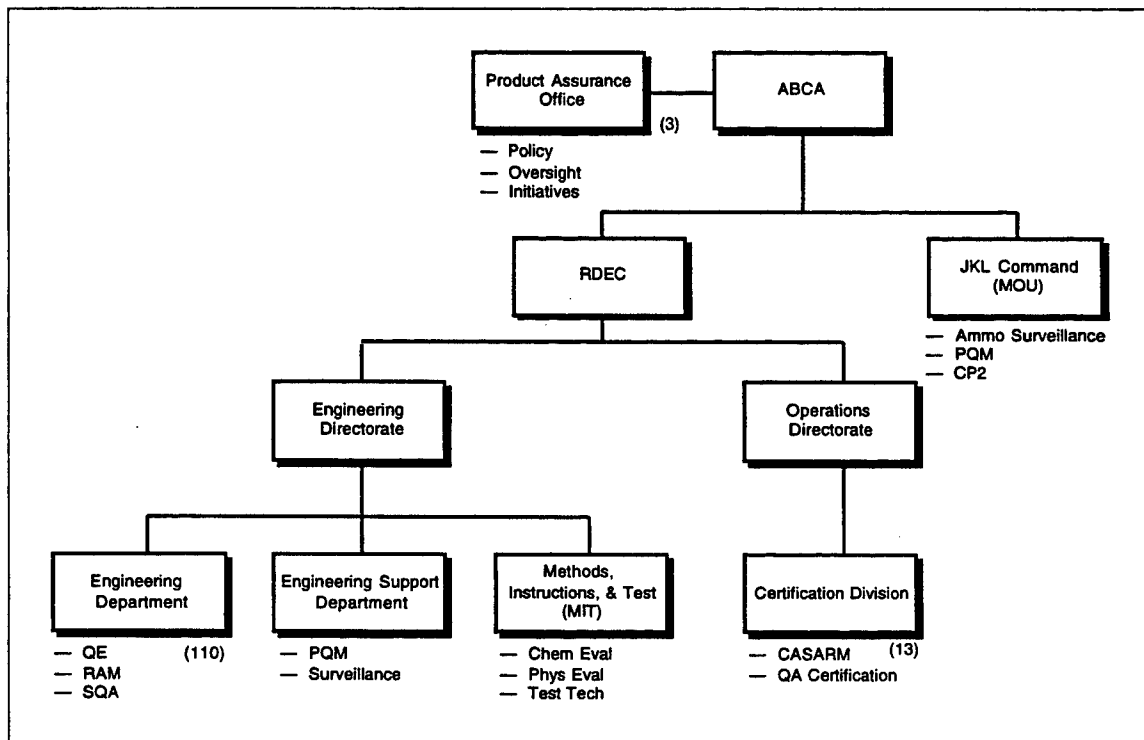 Product Assurance
Office
ABCA
(3)
— Policy
— Oversight
— Initiatives
RDEC
JKL Command
(MOU)
— Ammo Surveillance
— PQM
— CP2
Engineering
Directorate
Operations
Directorate
Engineering
Department
Engineering Support
Department
Methods,
Instructions, & Test
(MIT)
Certification Division
— QE (110)
— RAM
— SQA
— PQM
— Surveillance
— Chem Eval
— Phys Eval
— Test Tech
— CASARM (13)
— QA Certification